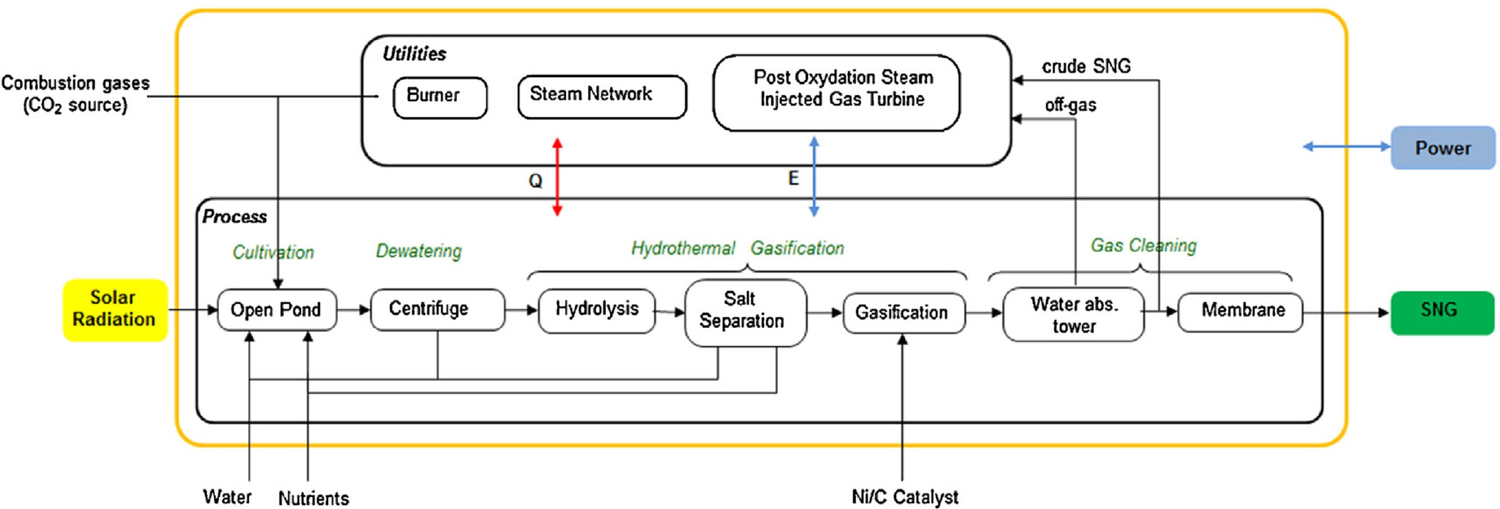 Utilities
Combustion gases
(CO₂ source)
Burner
Steam Network
Post Oxydation Steam
Injected Gas Turbine
crude SNG
off-gas
Power
Q
E
Process
Cultivation
Dewatering
Hydrothermal Gasification
Gas Cleaning
Solar
Radiation
Open Pond
Centrifuge
Hydrolysis
Salt
Separation
Gasification
Water abs.
tower
Membrane
SNG
Water
Nutrients
Ni/C Catalyst